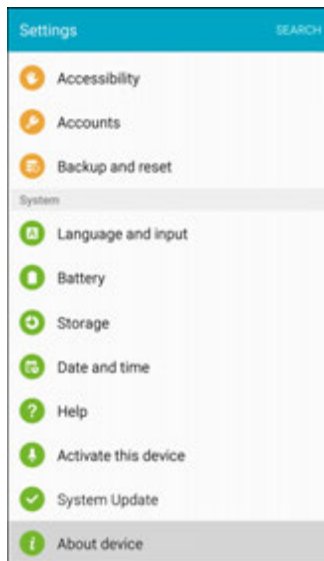 Settings
SEARCH
Accessibility
Accounts
Backup and reset
System
Language and input
Battery
Storage
Date and time
Help
Activate this device
System Update
About device